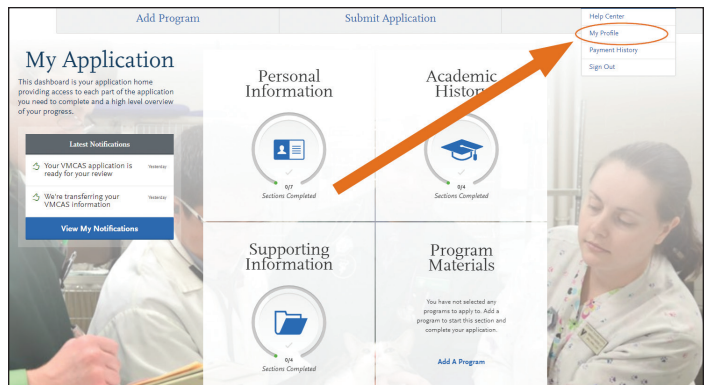 Add Program
Submit Application
Help Center
My Profile
Payment History
Sign Out
My Application
This dashboard is your application home
providing access to each part of the application
you need to complete and a high level overview
of your progress.
Latest Notifications
Your VMCAS application is
ready for your review
Yesterday
We're transferring your
VMCAS information
Yesterday
View My Notifications
Personal
Information
0/7
Sections Completed
Academic
History
0/4
Sections Completed
Supporting
Information
0/4
Sections Completed
Program
Materials
You have not selected any
programs to apply to. Add a
program to start this section and
complete your application.
Add A Program